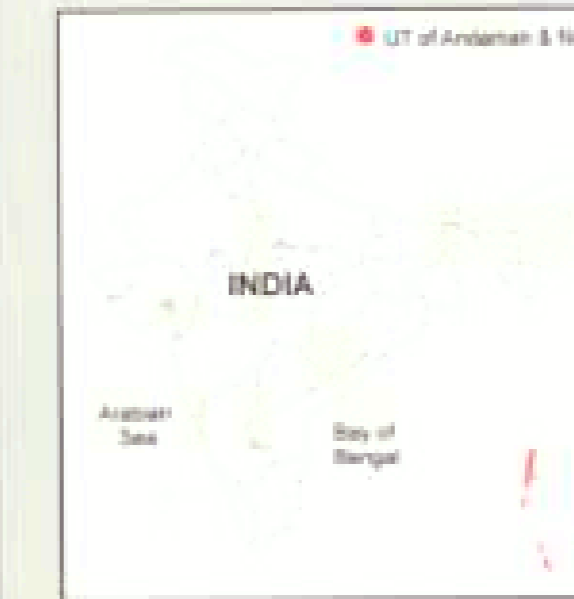 UT of Andaman & N
INDIA
Arabian
Sea
Bay of
Bengal